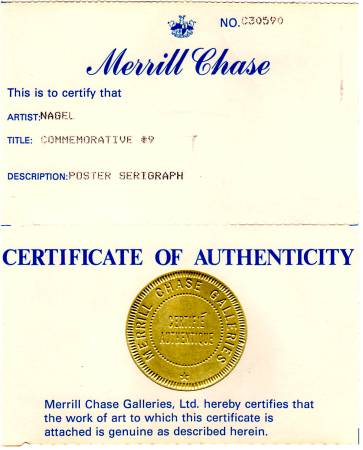 NO. C30590
Merrill Chase
This is to certify that
ARTIST: NAGEL
TITLE: COMMEMORATIVE #9
DESCRIPTION: POSTER SERIGRAPH
CERTIFICATE OF AUTHENTICITY
MERRILL CHASE GALLERIES
CERTIFIÉ
AUTHENTIQUE
Merrill Chase Galleries, Ltd. hereby certifies that
the work of art to which this certificate is
attached is genuine as described herein.